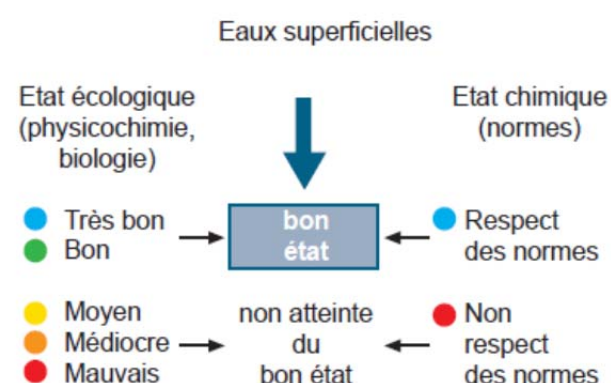 Eaux superficielles
Etat écologique
(physicochimie,
biologie)
Etat chimique
(normes)
Très bon
Bon
bon
état
Respect
des normes
Moyen
Médiocre
Mauvais
non atteinte
du
bon état
Non
respect
des normes